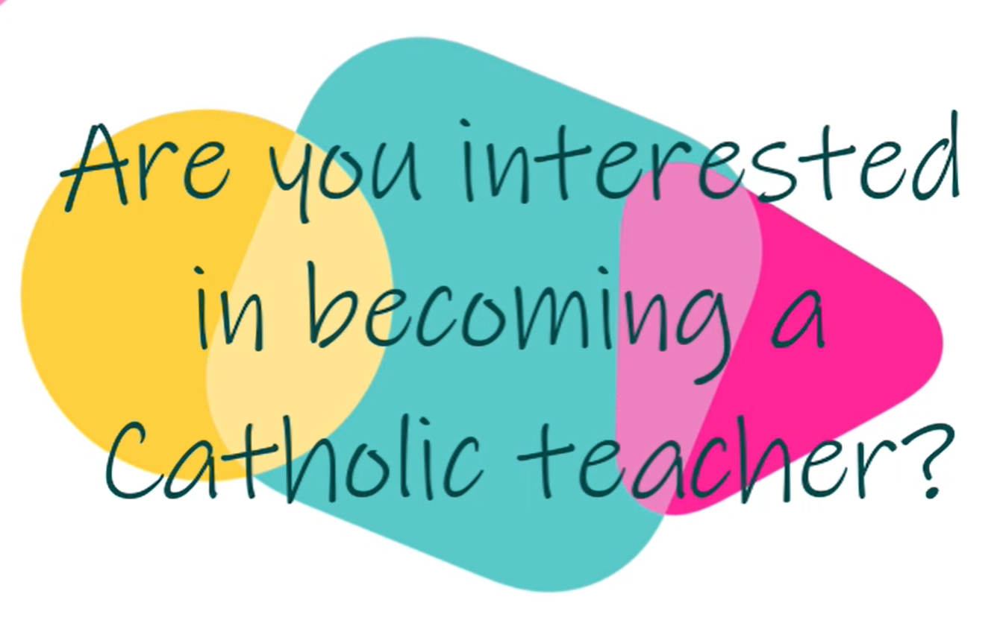 Are you interested
in becoming a
Catholic teacher?